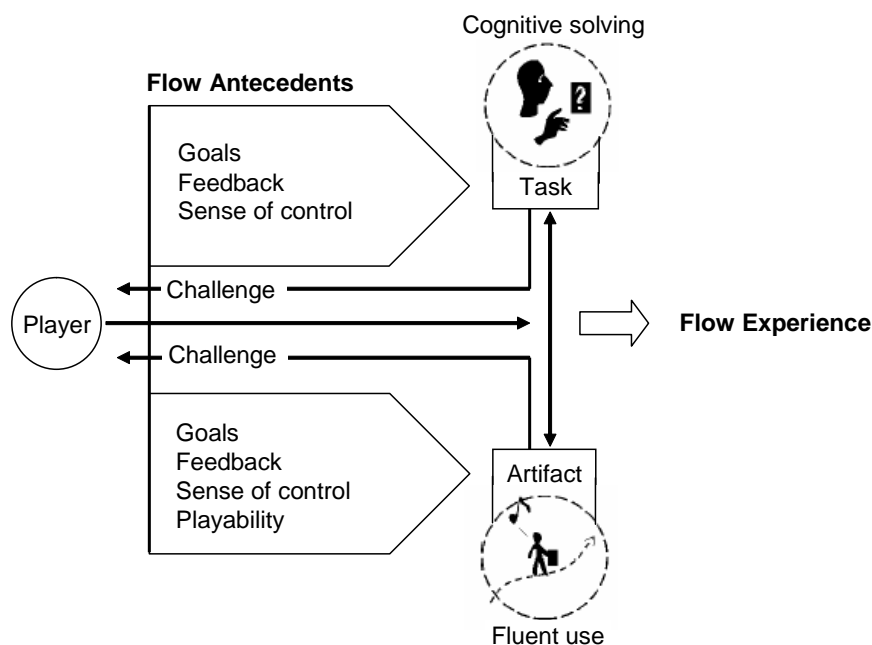 Cognitive solving
Flow Antecedents
?
Goals
Feedback
Sense of control
Task
Challenge
Player
Flow Experience
Challenge
Goals
Feedback
Sense of control
Playability
Artifact
Fluent use